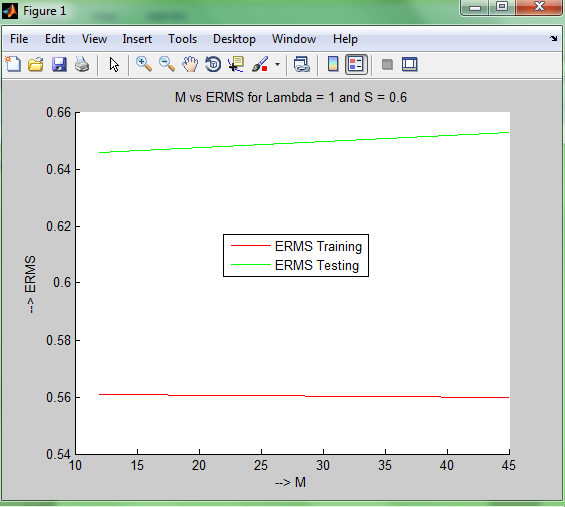 Figure 1
File Edit View Insert Tools Desktop Window Help
M vs ERMS for Lambda = 1 and S = 0.6
0.66
0.64
0.62
0.6
0.58
0.56
0.54
--> ERMS
ERMS Training
ERMS Testing
10 15 20 25 30 35 40 45
--> M